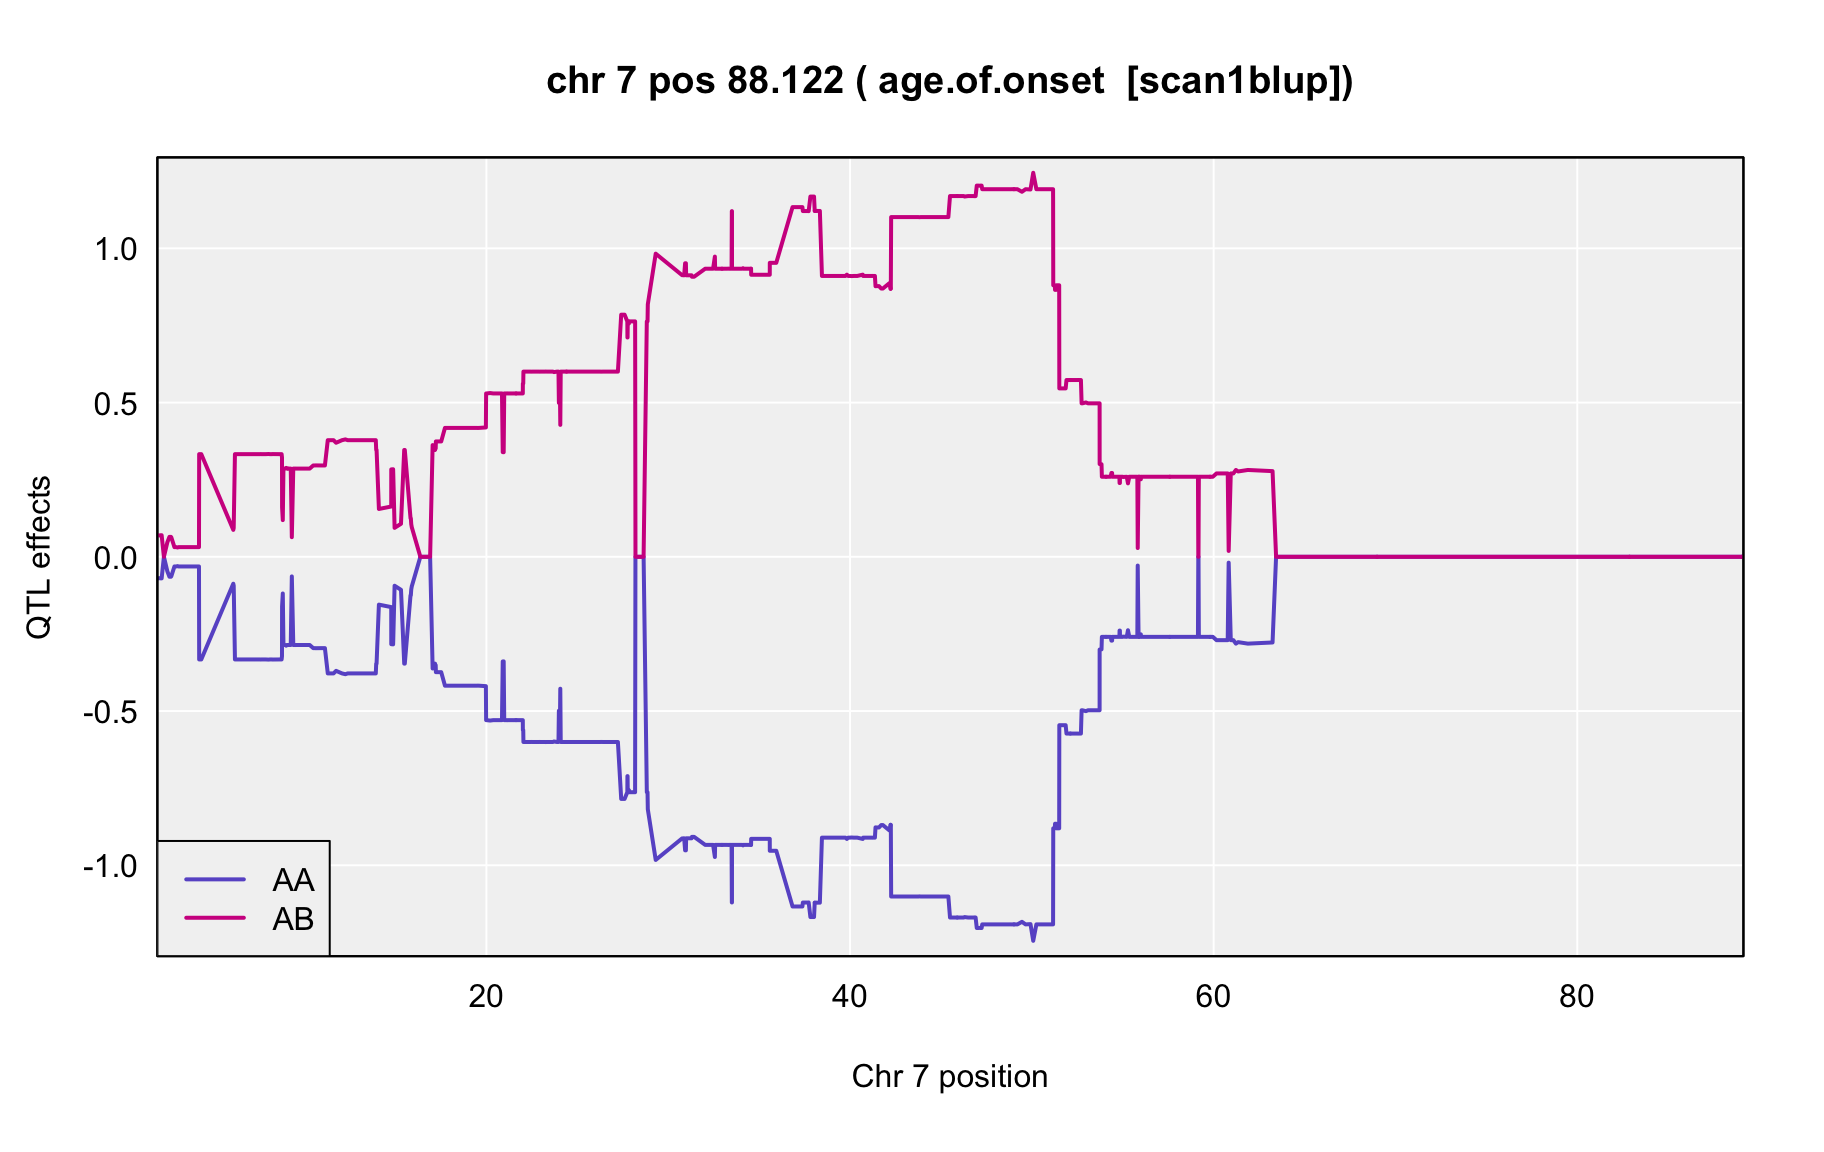 chr 7 pos 88.122 ( age.of.onset  [scan1blup])
QTL effects
1.0
0.5
0.0
-0.5
-1.0
AA
AB
20 40 60 80
Chr 7 position